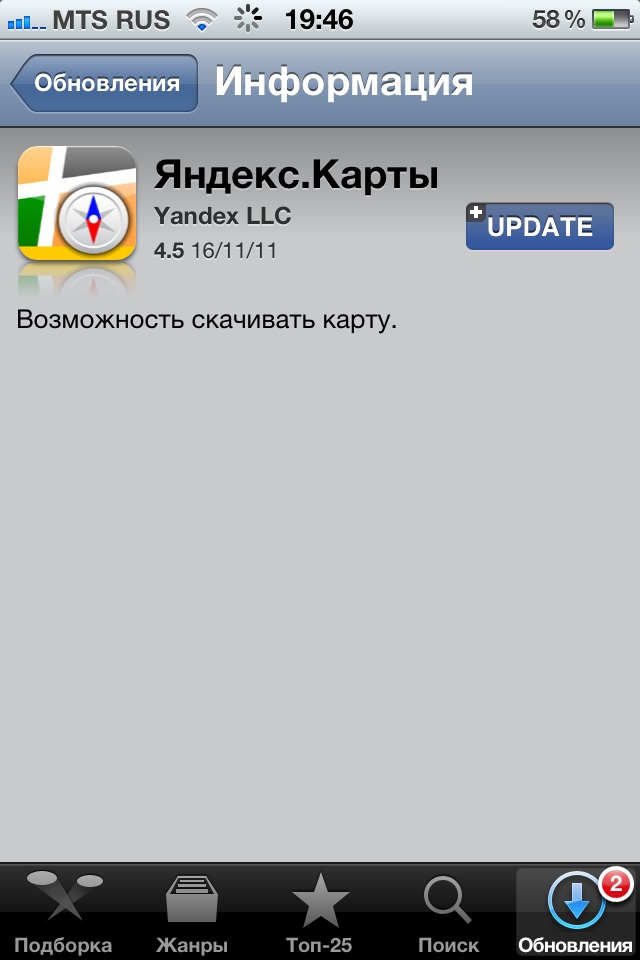 MTS RUS 19:46 58 %
Обновления Информация
Яндекс.Карты
Yandex LLC
UPDATE
4.5 16/11/11
Возможность скачивать карту.
2
Подборка Жанры Топ-25 Поиск Обновления